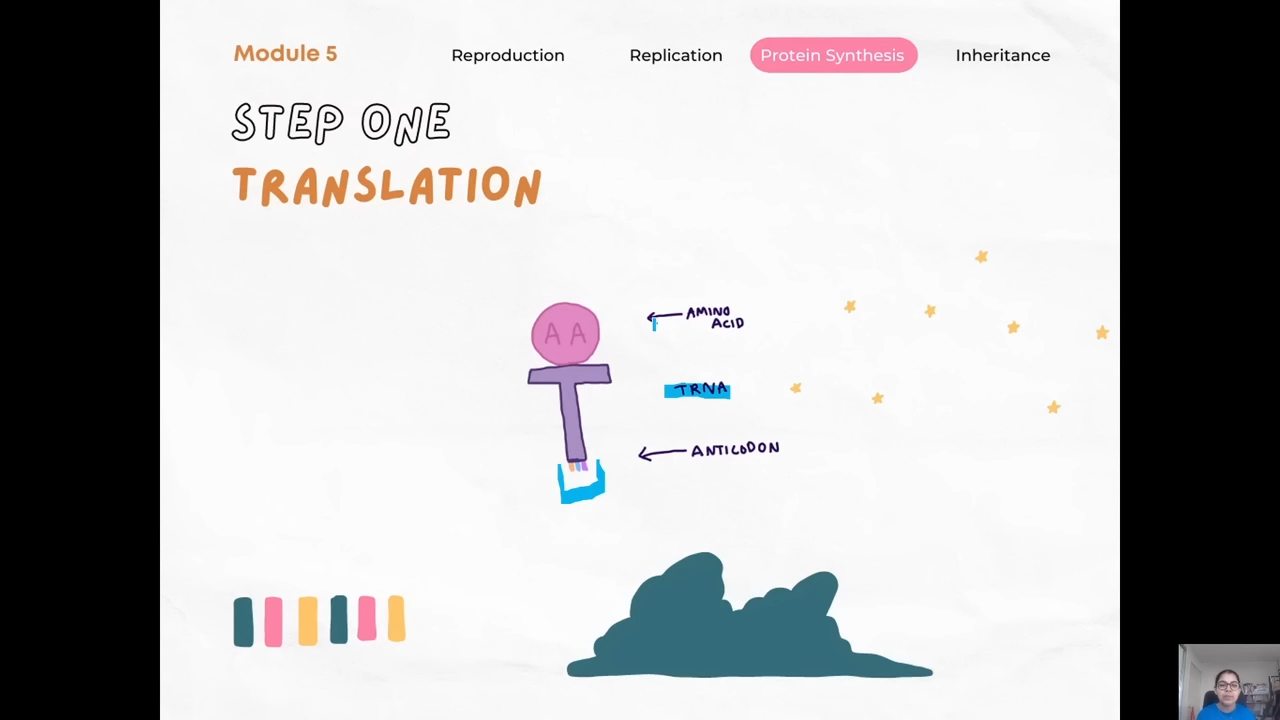 Module 5
Reproduction
Replication
Protein Synthesis
Inheritance
STEP ONE
TRANSLATION
AMINO
ACID
AA
TRNA
ANTICODON